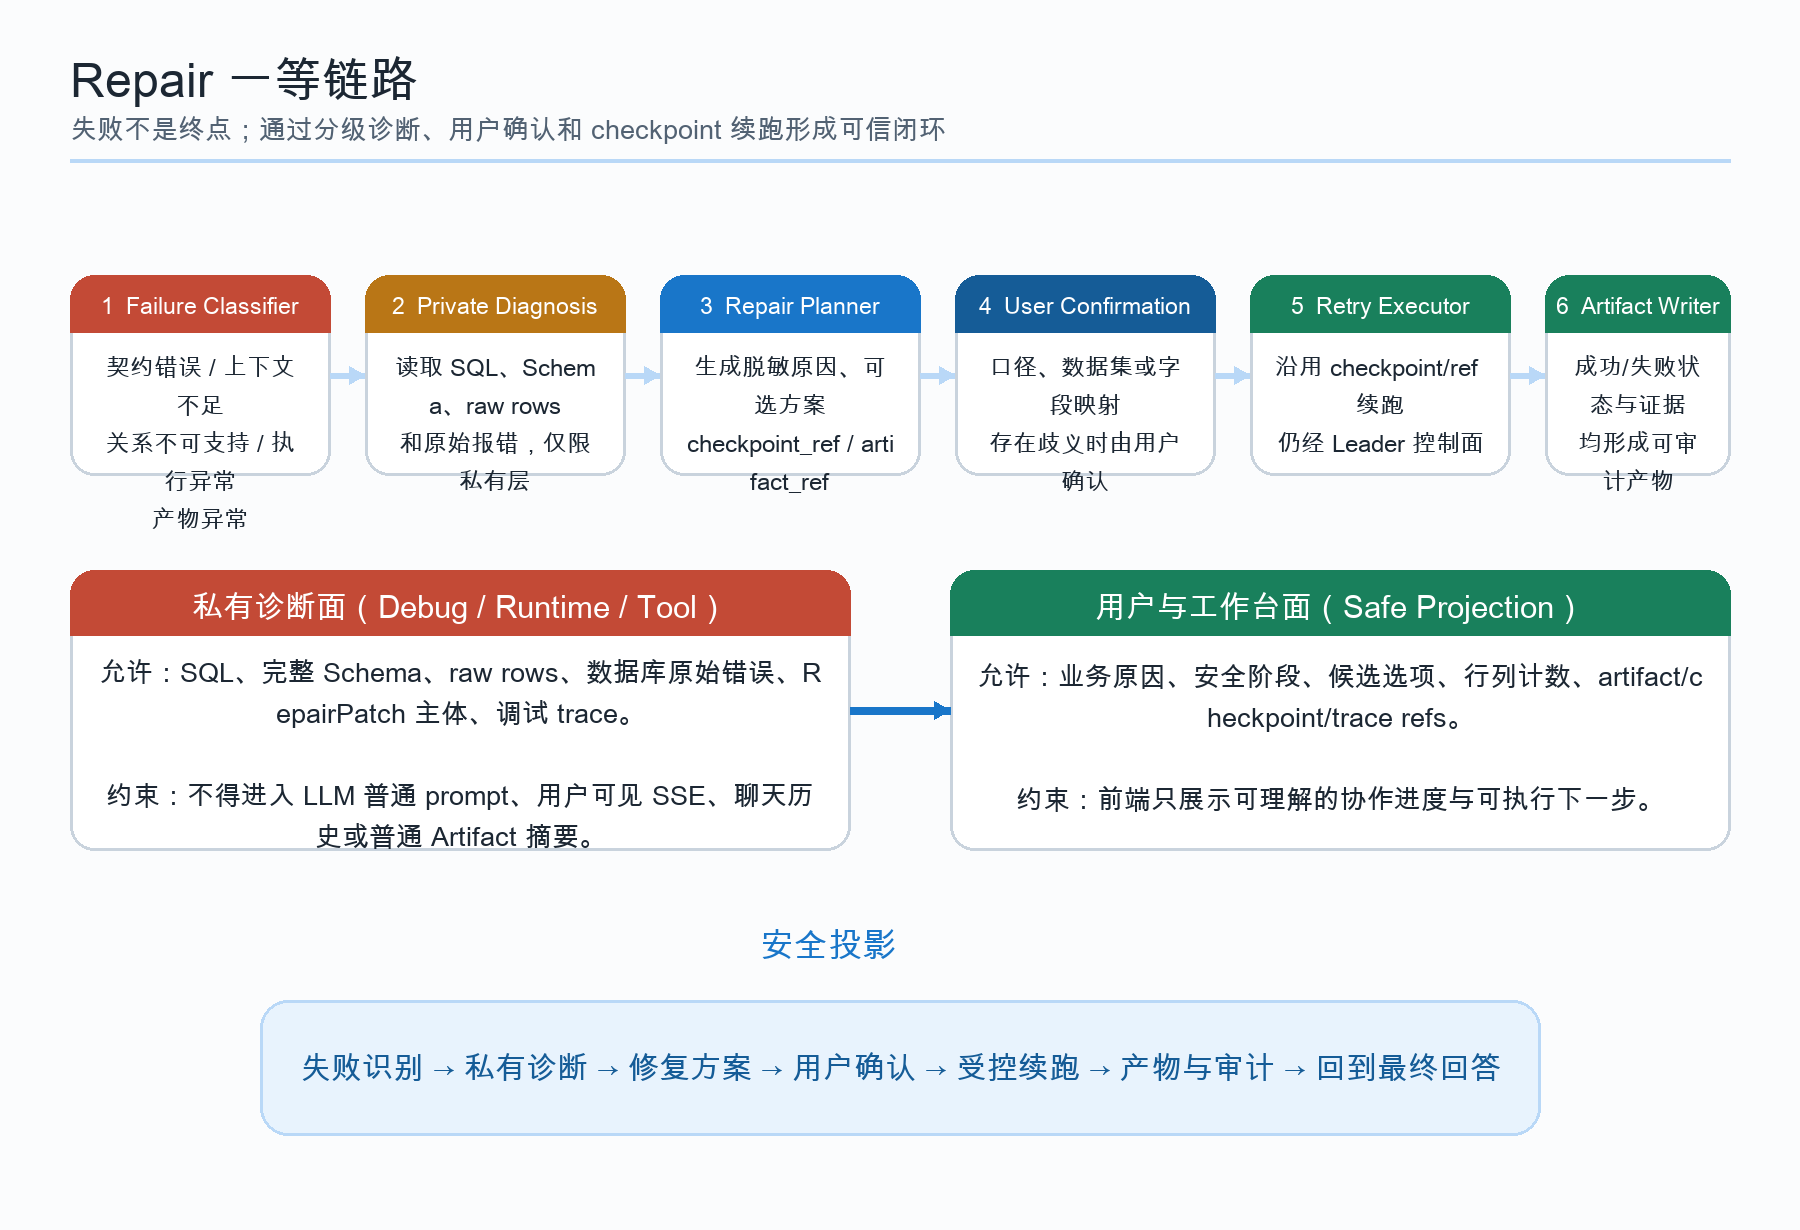 Repair 一等链路
失败不是终点；通过分级诊断、用户确认和 checkpoint 续跑形成可信闭环
1 Failure Classifier
契约错误 / 上下文
不足
关系不可支持 / 执
行异常
产物异常
2 Private Diagnosis
读取 SQL、Schem
a、raw rows
和原始报错，仅限
私有层
3 Repair Planner
生成脱敏原因、可
选方案
checkpoint_ref / arti
fact_ref
4 User Confirmation
口径、数据集或字
段映射
存在歧义时由用户
确认
5 Retry Executor
沿用 checkpoint/ref
续跑
仍经 Leader 控制面
6 Artifact Writer
成功/失败状
态与证据
均形成可审
计产物
私有诊断面（Debug / Runtime / Tool）
允许：SQL、完整 Schema、raw rows、数据库原始错误、R
epairPatch 主体、调试 trace。
约束：不得进入 LLM 普通 prompt、用户可见 SSE、聊天历
史或普通 Artifact 摘要。
用户与工作台面（Safe Projection）
允许：业务原因、安全阶段、候选选项、行列计数、artifact/c
heckpoint/trace refs。
约束：前端只展示可理解的协作进度与可执行下一步。
安全投影
失败识别 → 私有诊断 → 修复方案 → 用户确认 → 受控续跑 → 产物与审计 → 回到最终回答